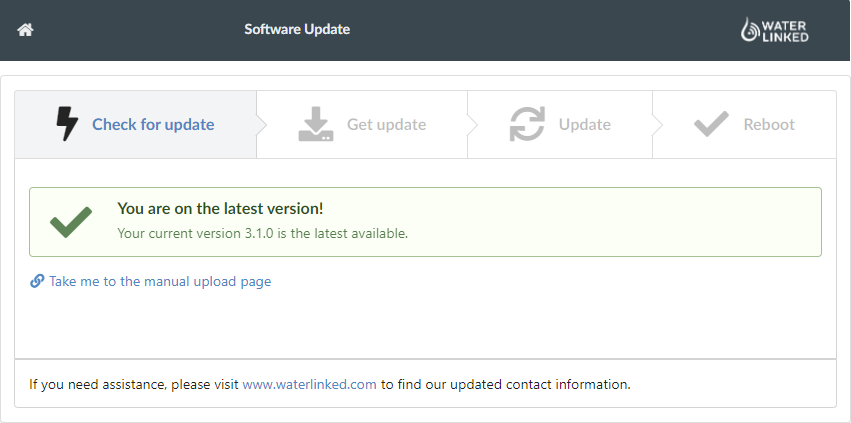 Software Update
WATER
LINKED
Check for update
Get update
Update
Reboot
You are on the latest version!
Your current version 3.1.0 is the latest available.
Take me to the manual upload page
If you need assistance, please visit www.waterlinked.com to find our updated contact information.